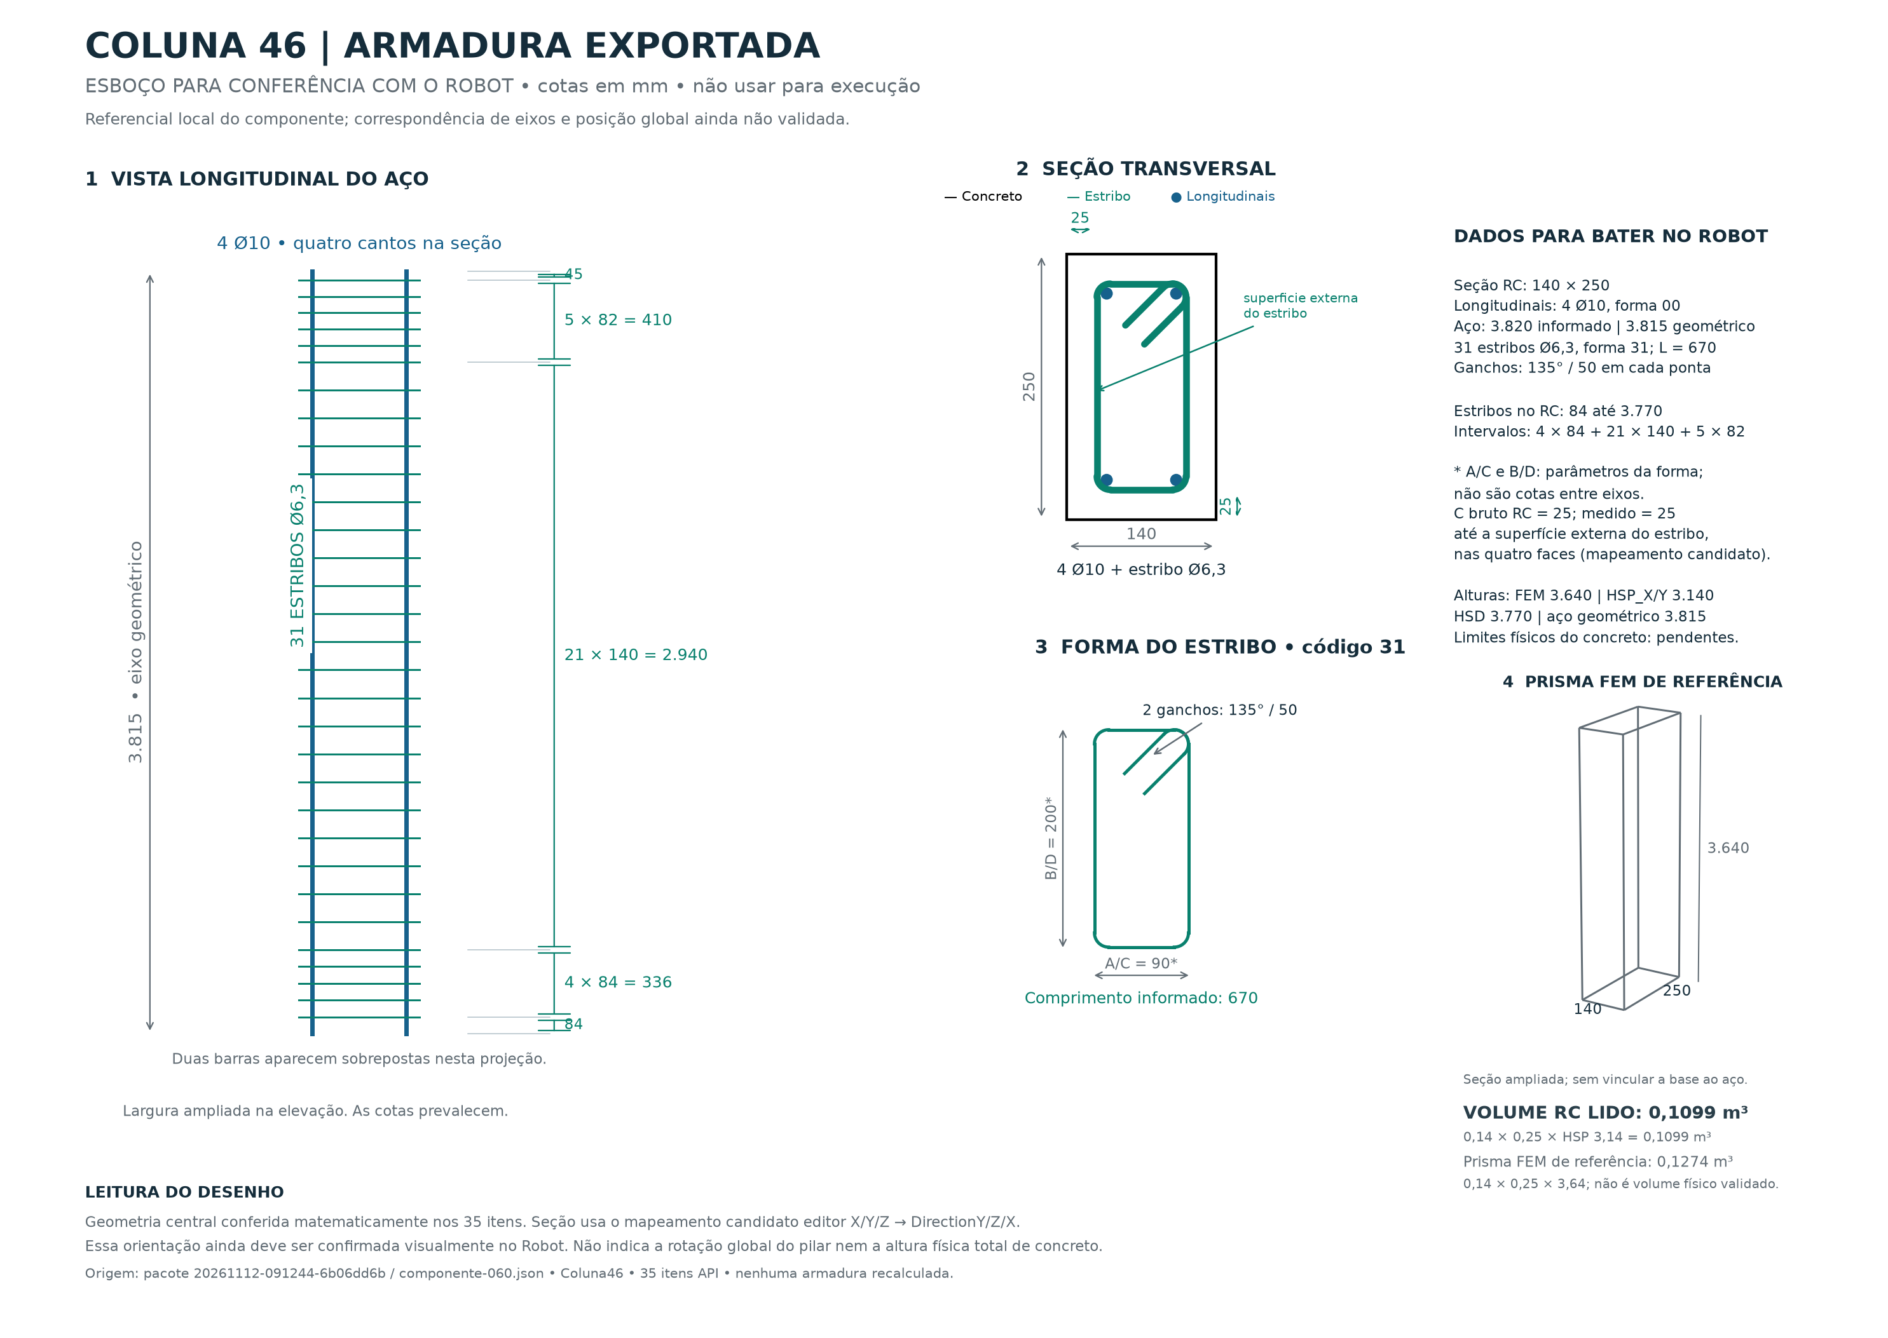 COLUNA 46 | ARMADURA EXPORTADA
ESBOÇO PARA CONFERÊNCIA COM O ROBOT • cotas em mm • não usar para execução
Referencial local do componente; correspondência de eixos e posição global ainda não validada.
1 VISTA LONGITUDINAL DO AÇO
4 Ø10 • quatro cantos na seção
45
5 × 82 = 410
31 ESTRIBOS Ø6,3
3.815 • eixo geométrico
21 × 140 = 2.940
4 × 84 = 336
84
Duas barras aparecem sobrepostas nesta projeção.
Largura ampliada na elevação. As cotas prevalecem.
2 SEÇÃO TRANSVERSAL
— Concreto
— Estribo
● Longitudinais
25
superfície externa
do estribo
250
25
140
4 Ø10 + estribo Ø6,3
3 FORMA DO ESTRIBO • código 31
2 ganchos: 135° / 50
B/D = 200*
A/C = 90*
Comprimento informado: 670
DADOS PARA BATER NO ROBOT
Seção RC: 140 × 250
Longitudinais: 4 Ø10, forma 00
Aço: 3.820 informado | 3.815 geométrico
31 estribos Ø6,3, forma 31; L = 670
Ganchos: 135° / 50 em cada ponta
Estribos no RC: 84 até 3.770
Intervalos: 4 × 84 + 21 × 140 + 5 × 82
* A/C e B/D: parâmetros da forma;
não são cotas entre eixos.
C bruto RC = 25; medido = 25
até a superfície externa do estribo,
nas quatro faces (mapeamento candidato).
Alturas: FEM 3.640 | HSP_X/Y 3.140
HSD 3.770 | aço geométrico 3.815
Limites físicos do concreto: pendentes.
4 PRISMA FEM DE REFERÊNCIA
3.640
250
140
Seção ampliada; sem vincular a base ao aço.
VOLUME RC LIDO: 0,1099 m³
0,14 × 0,25 × HSP 3,14 = 0,1099 m³
Prisma FEM de referência: 0,1274 m³
0,14 × 0,25 × 3,64; não é volume físico validado.
LEITURA DO DESENHO
Geometria central conferida matematicamente nos 35 itens. Seção usa o mapeamento candidato editor X/Y/Z → DirectionY/Z/X.
Essa orientação ainda deve ser confirmada visualmente no Robot. Não indica a rotação global do pilar nem a altura física total de concreto.
Origem: pacote 20261112-091244-6b06dd6b / componente-060.json • Coluna46 • 35 itens API • nenhuma armadura recalculada.